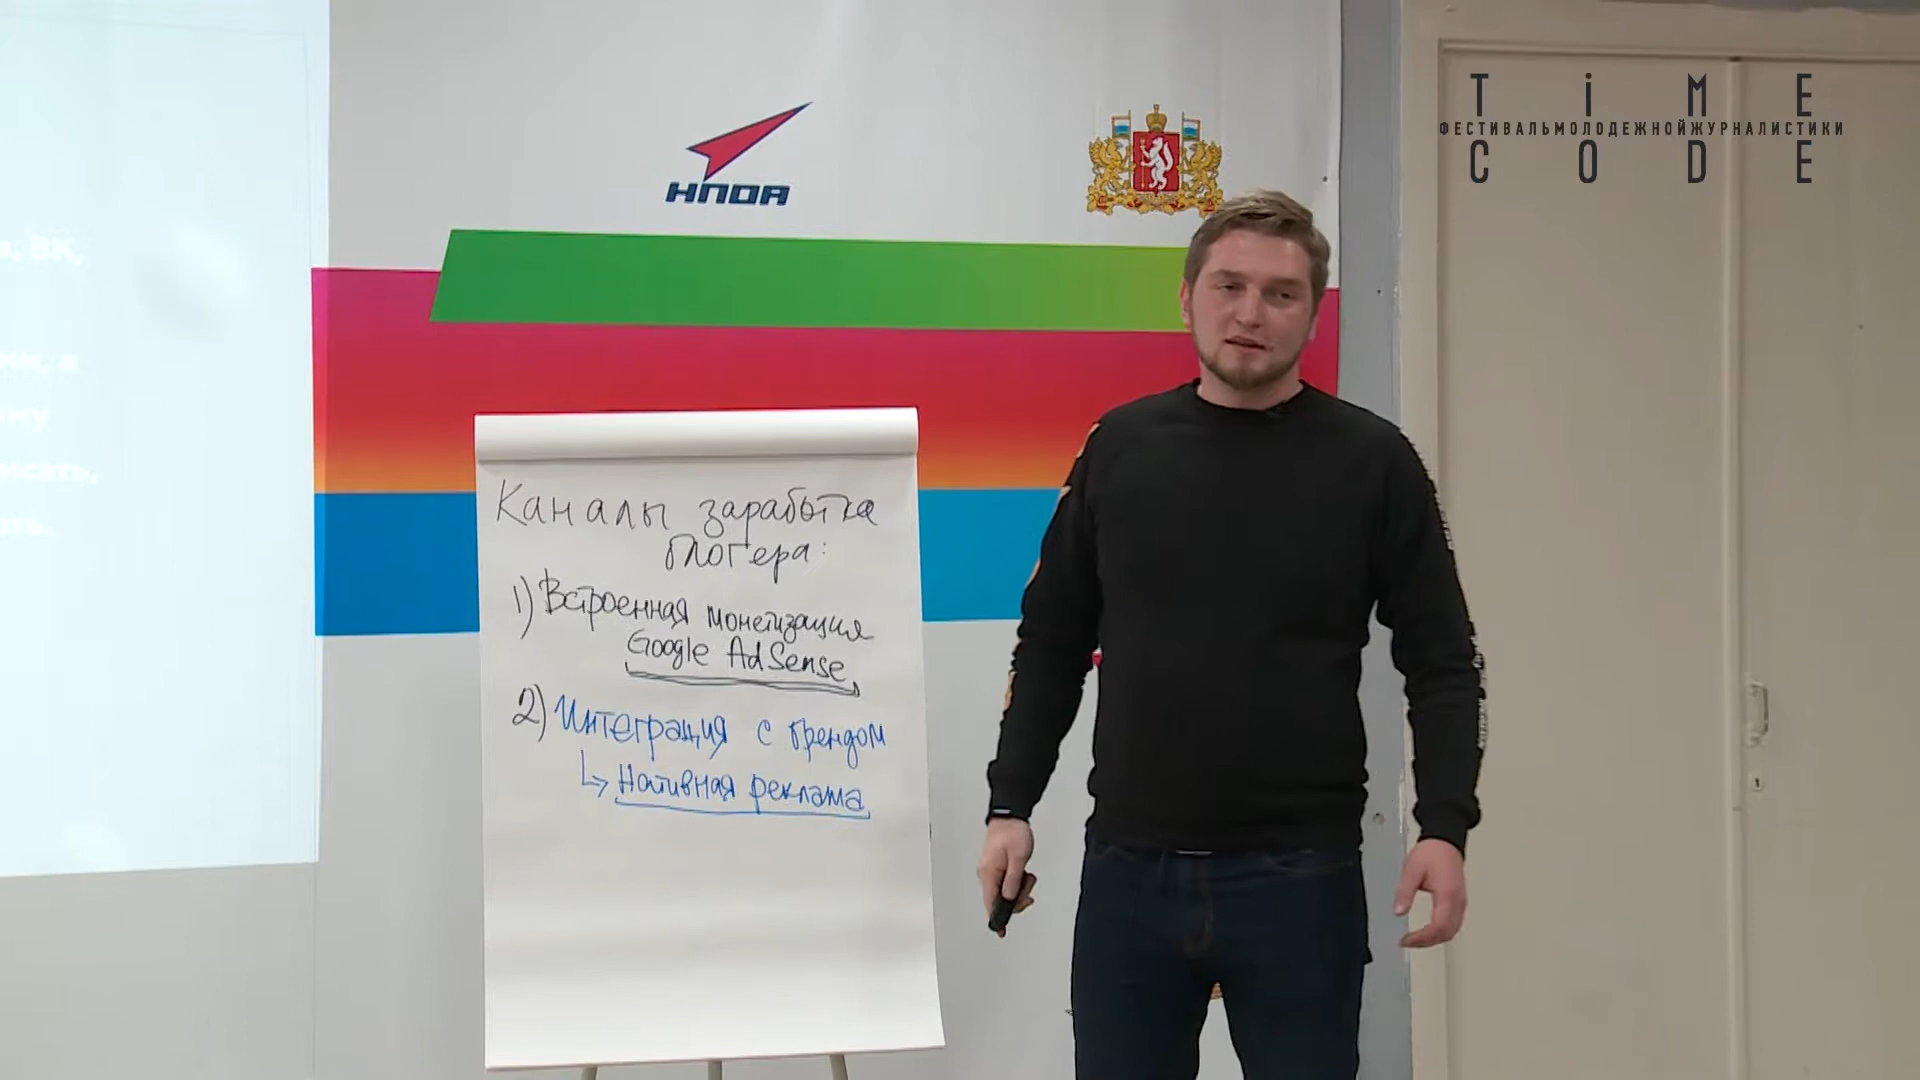 TiME
ФЕСТИВАЛЬМОЛОДЕЖНОЙЖУРНАЛИСТИКИ
CODE
НПОА
ВК,
Каналы заработка
блогера:
1) Встроенная монетизация
Google AdSense
2) Интеграция с брендом
↳ Нативная реклама